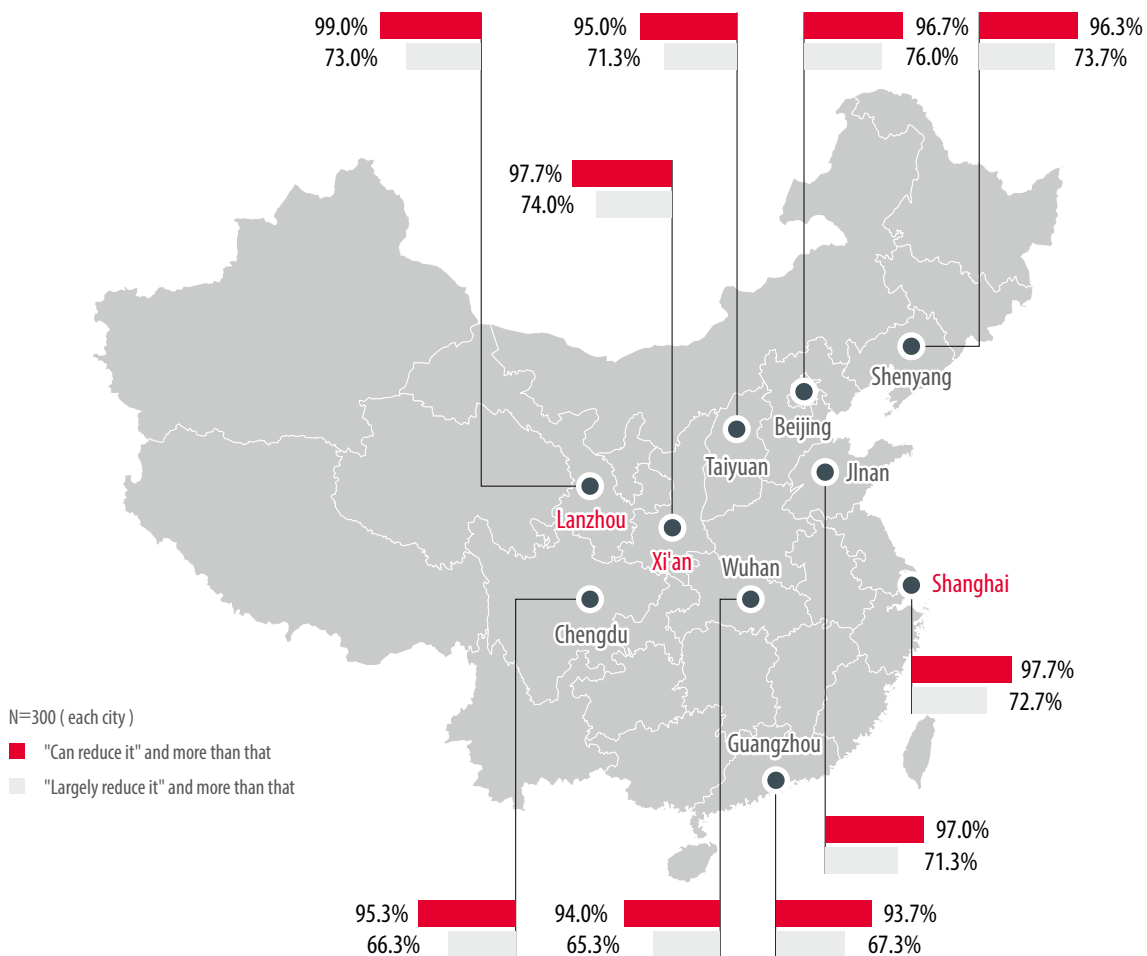 99.0%
73.0%
95.0%
71.3%
96.7%
76.0%
96.3%
73.7%
97.7%
74.0%
Shenyang
Beijing
Taiyuan
JInan
Lanzhou
Xi'an
Wuhan
Shanghai
Chengdu
97.7%
72.7%
N=300 ( each city )
"Can reduce it" and more than that
"Largely reduce it" and more than that
Guangzhou
97.0%
71.3%
95.3%
66.3%
94.0%
65.3%
93.7%
67.3%